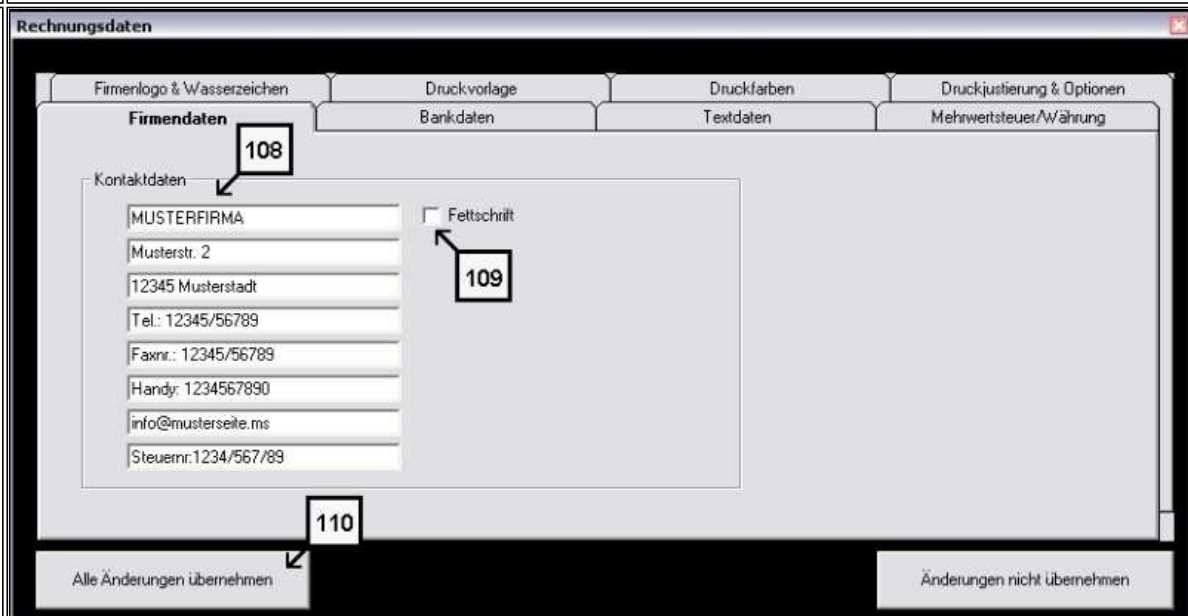 Rechnungsdaten
Firmenlogo & Wasserzeichen Druckvorlage Druckfarben Druckjustierung & Optionen
Firmendaten Bankdaten Textdaten Mehrwertsteuer/Währung
108
Kontaktdaten
MUSTERFIRMA Fettschrift
Musterstr. 2
109
12345 Musterstadt
Tel.: 12345/56789
Faxnr.: 12345/56789
Handy: 1234567890
info@musterseite.ms
Steuernr:1234/567/89
110
Alle Änderungen übernehmen Änderungen nicht übernehmen